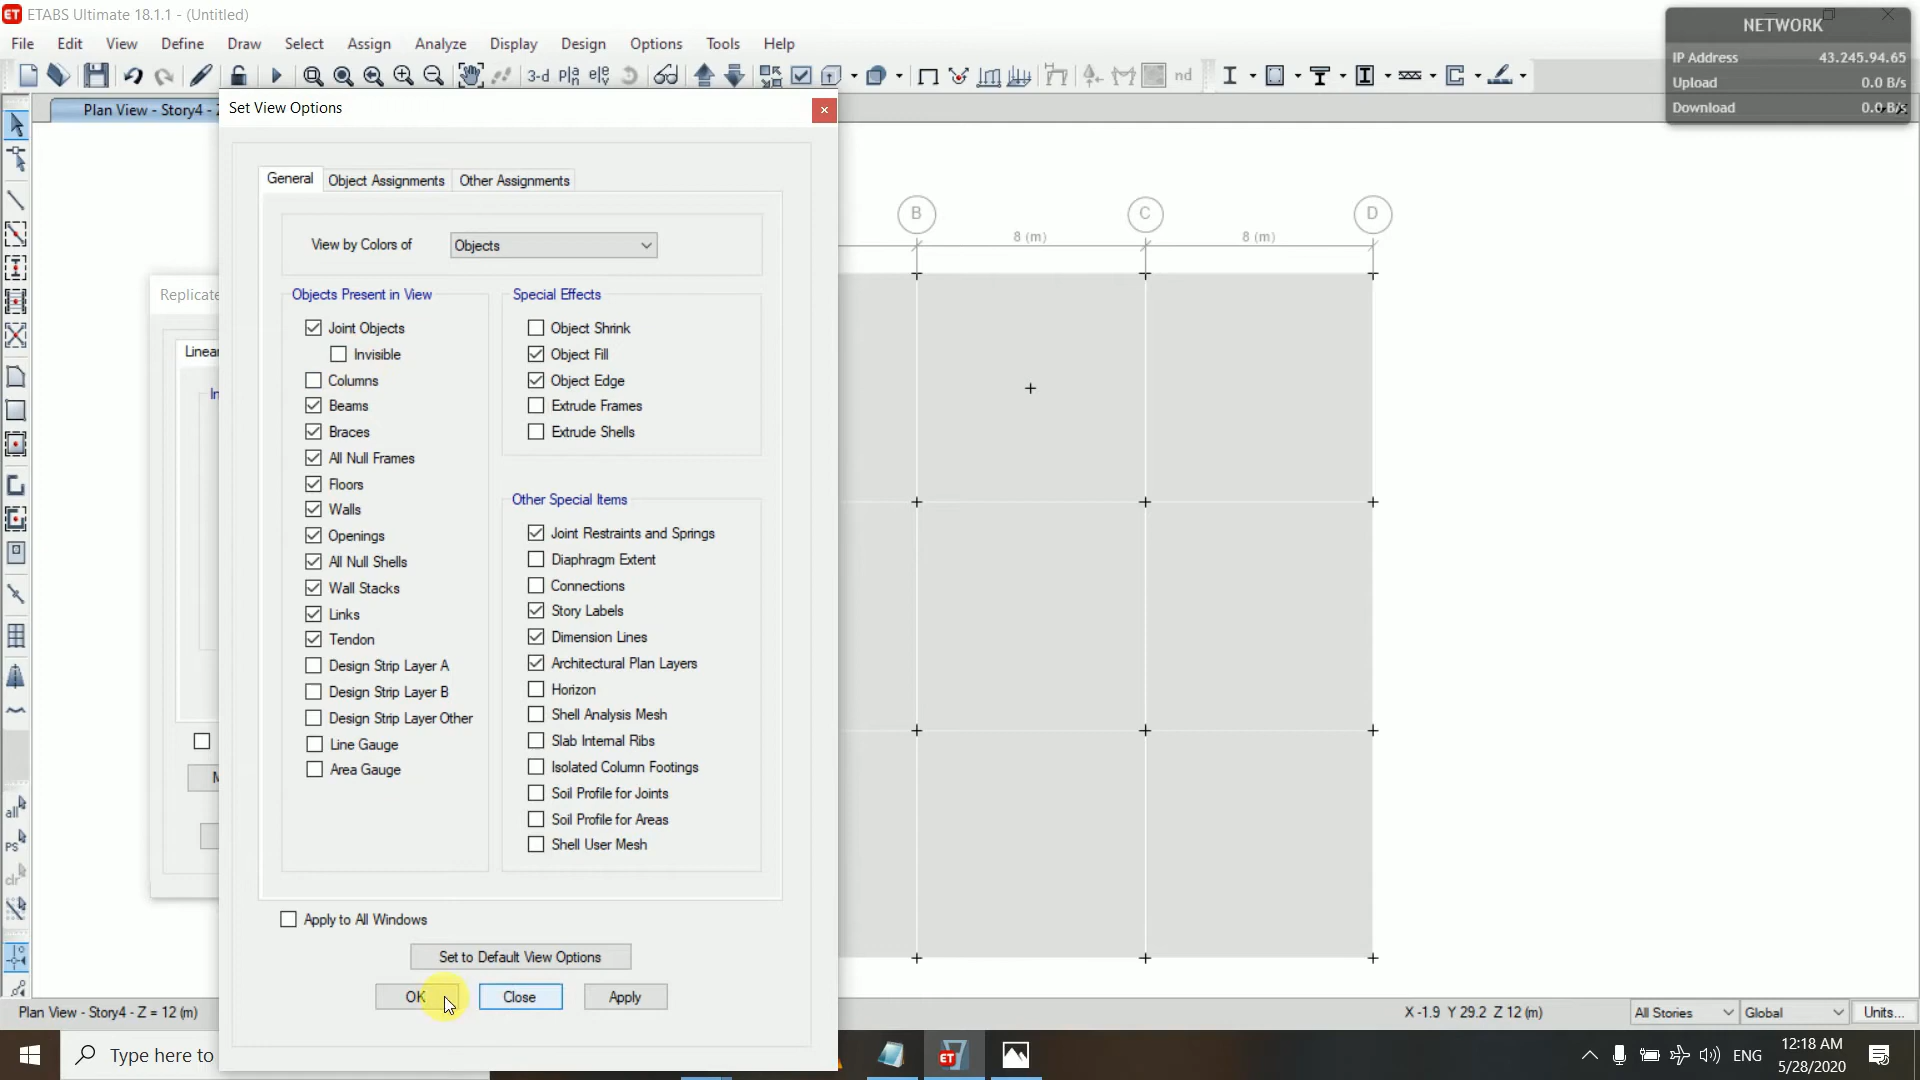 ETABS Ultimate 18.1.1 - (Untitled)
File Edit View Define Draw Select Assign Analyze Display Design Options Tools Help
NETWORK
IP Address 43.245.94.65
Upload 0.0 B/s
Download 0.0 B/s
3-d
nd
Plan View - Story4 - Z
Set View Options
General Object Assignments Other Assignments
View by Colors of Objects
Objects Present in View
Joint Objects
Invisible
Columns
Beams
Braces
All Null Frames
Floors
Walls
Openings
All Null Shells
Wall Stacks
Links
Tendon
Design Strip Layer A
Design Strip Layer B
Design Strip Layer Other
Line Gauge
Area Gauge
Special Effects
Object Shrink
Object Fill
Object Edge
Extrude Frames
Extrude Shells
Other Special Items
Joint Restraints and Springs
Diaphragm Extent
Connections
Story Labels
Dimension Lines
Architectural Plan Layers
Horizon
Shell Analysis Mesh
Slab Internal Ribs
Isolated Column Footings
Soil Profile for Joints
Soil Profile for Areas
Shell User Mesh
Apply to All Windows
Set to Default View Options
OK Close Apply
Replicate
Linear
all
PS
clr
B C D
8 (m) 8 (m)
Plan View - Story4 - Z = 12 (m)
X -1.9 Y 29.2 Z 12 (m)
All Stories Global Units...
Type here to
ET
ENG
12:18 AM
5/28/2020